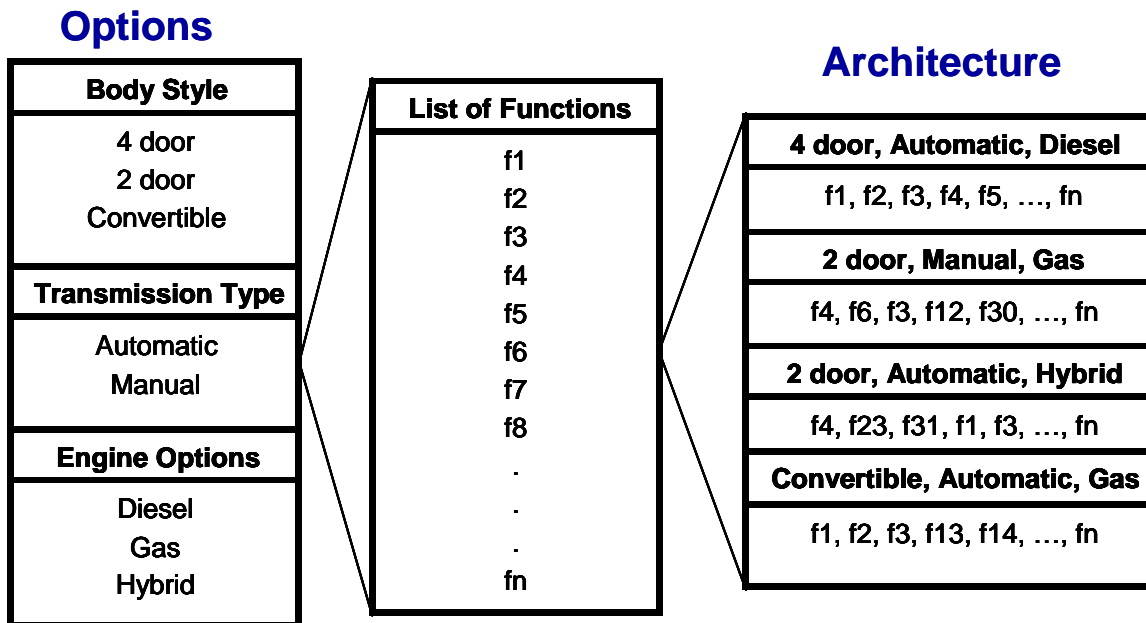 Options
Body Style
4 door
2 door
Convertible
Transmission Type
Automatic
Manual
Engine Options
Diesel
Gas
Hybrid
List of Functions
f1
f2
f3
f4
f5
f6
f7
f8
.
.
.
fn
Architecture
4 door, Automatic, Diesel
f1, f2, f3, f4, f5, …, fn
2 door, Manual, Gas
f4, f6, f3, f12, f30, …, fn
2 door, Automatic, Hybrid
f4, f23, f31, f1, f3, …, fn
Convertible, Automatic, Gas
f1, f2, f3, f13, f14, …, fn